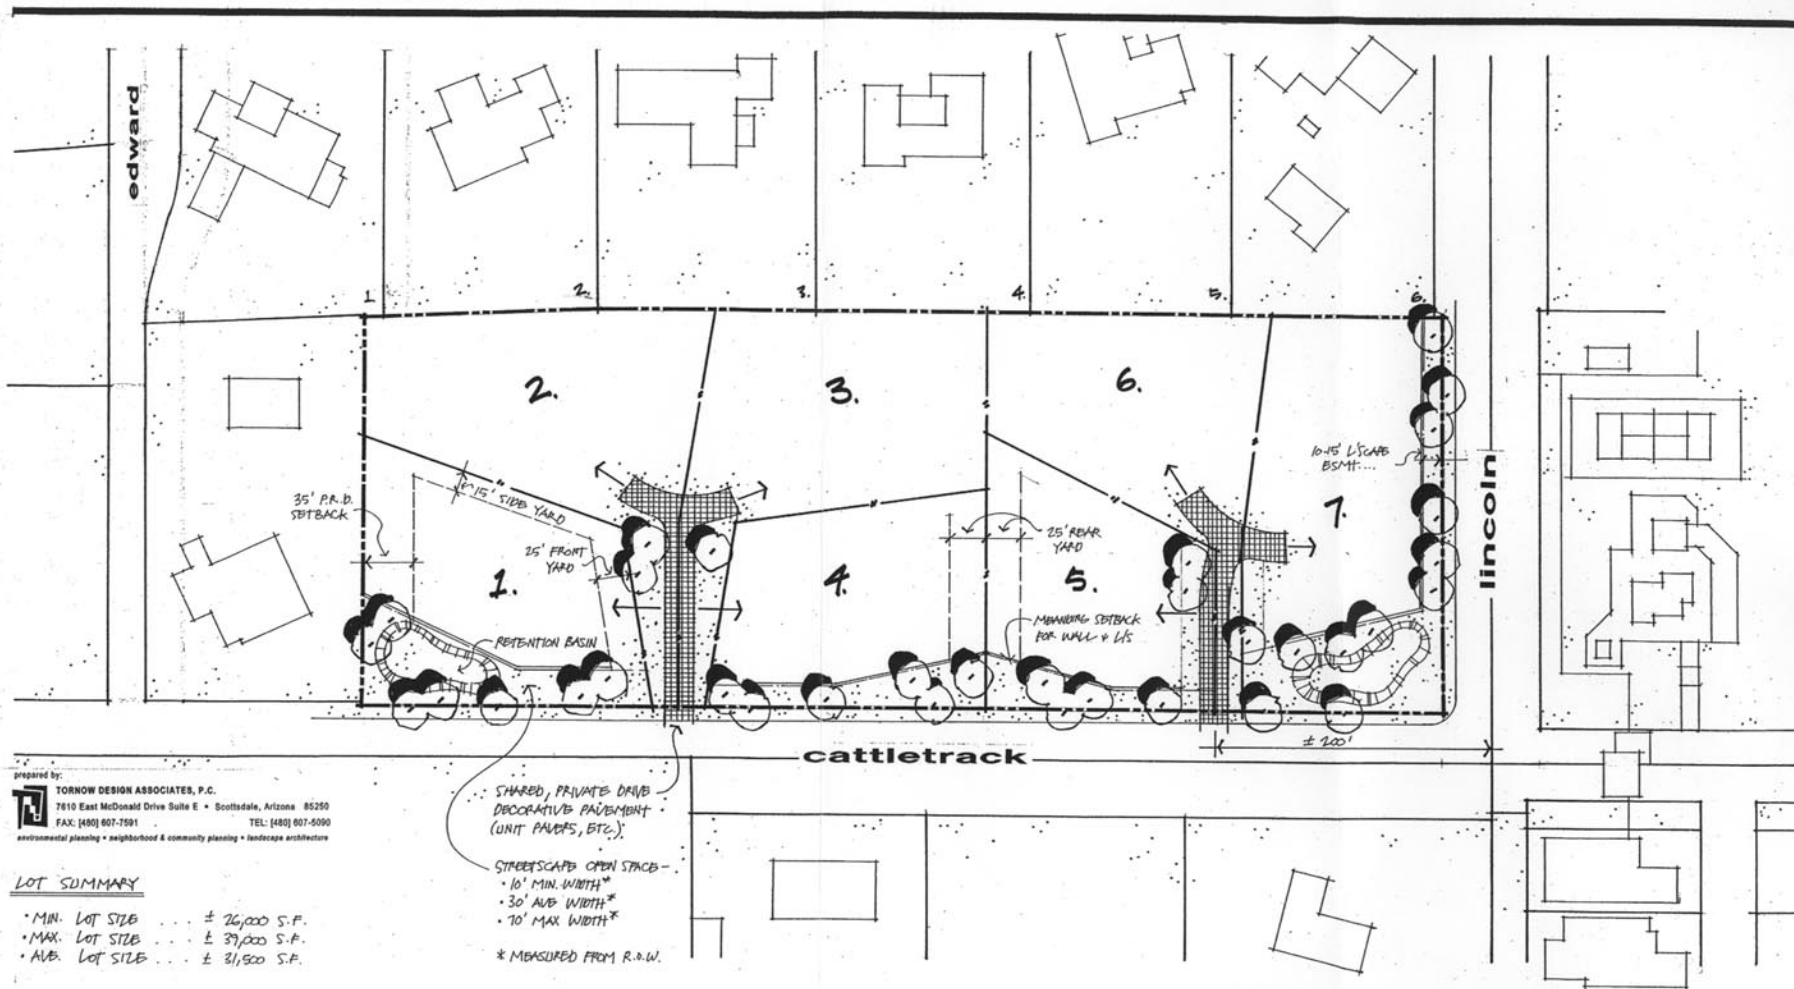 edward
1.
2.
3.
4.
5.
6.
2.
3.
6.
10-15' L'SCAPE
ESMT....
lincoln
7.
35' P.R.D.
SETBACK
15' SIDE YARD
25' FRONT
YARD
25' REAR
YARD
1.
4.
5.
RETENTION BASIN
MEANDERING SETBACK
FOR WALL & L/S
± 200'
cattletrack
prepared by:
TORNOW DESIGN ASSOCIATES, P.C.
7610 East McDonald Drive Suite E • Scottsdale, Arizona 85250
FAX: [480] 607-7591 TEL: [480] 607-5090
environmental planning • neighborhood & community planning • landscape architecture
SHARED, PRIVATE DRIVE
DECORATIVE PAVEMENT
(UNIT PAVERS, ETC.)
STREETSCAPE OPEN SPACE -
• 10' MIN. WIDTH*
• 30' AVE WIDTH*
• 70' MAX WIDTH*
* MEASURED FROM R.O.W.
LOT SUMMARY
• MIN. LOT SIZE .... ± 26,000 S.F.
• MAX. LOT SIZE .... ± 39,000 S.F.
• AVE. LOT SIZE .... ± 31,500 S.F.